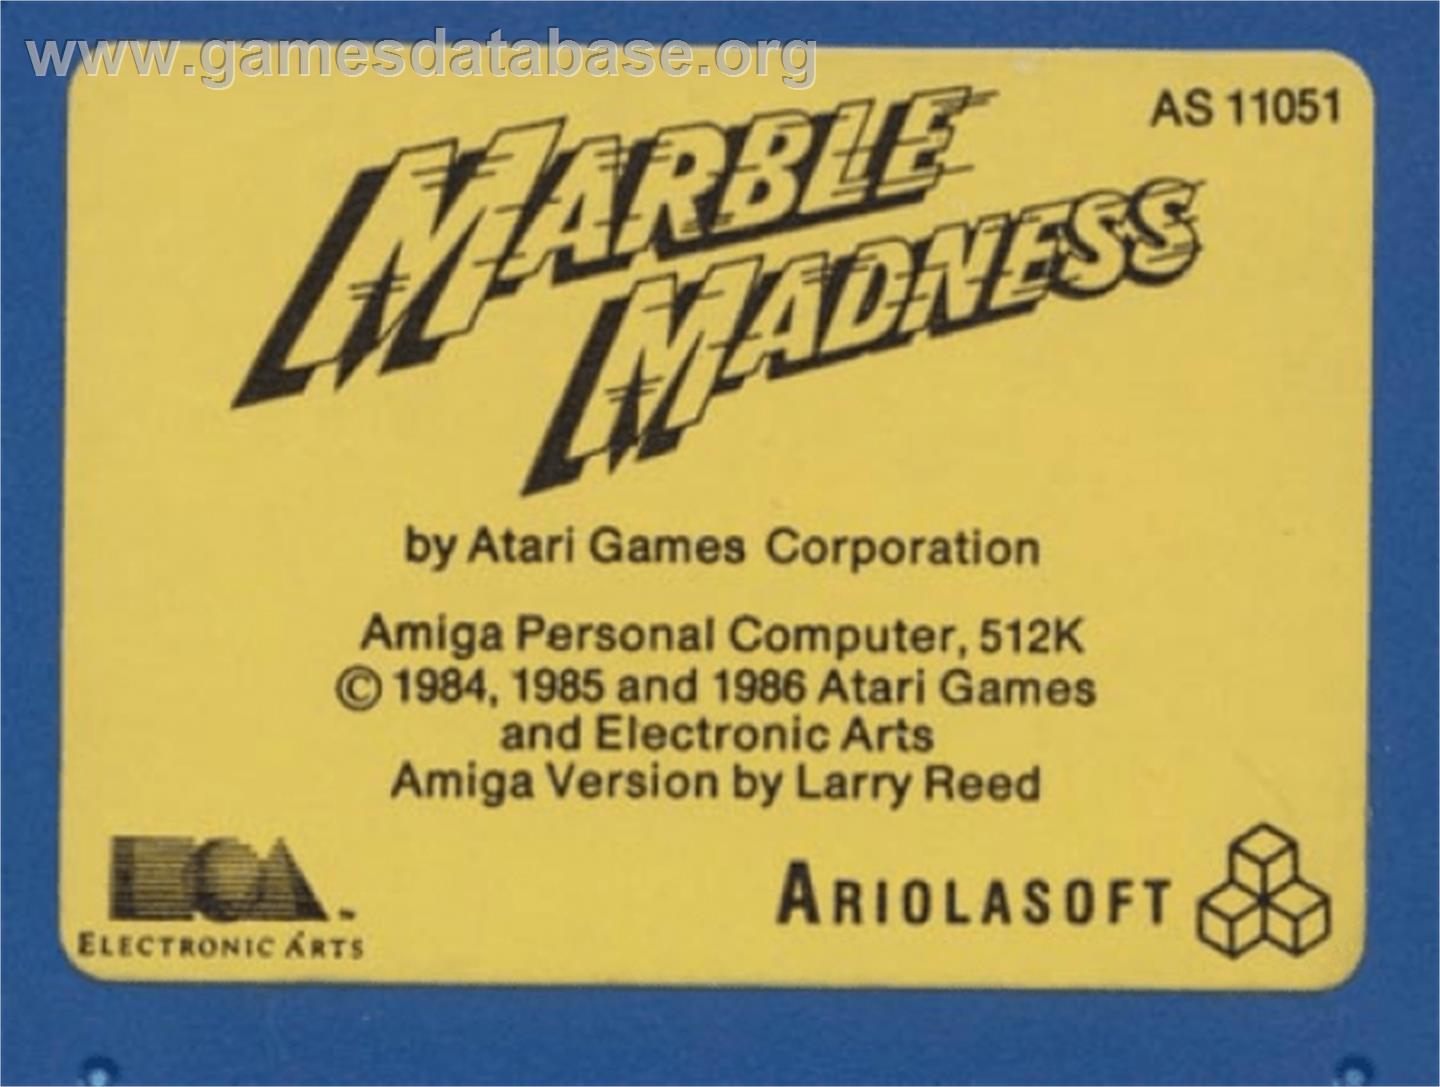 www.gamesdatabase.org
AS 11051
MARBLE
MADNESS
by Atari Games Corporation
Amiga Personal Computer, 512K
© 1984, 1985 and 1986 Atari Games
and Electronic Arts
Amiga Version by Larry Reed
ELECTRONIC ARTS™
ARIOLASOFT